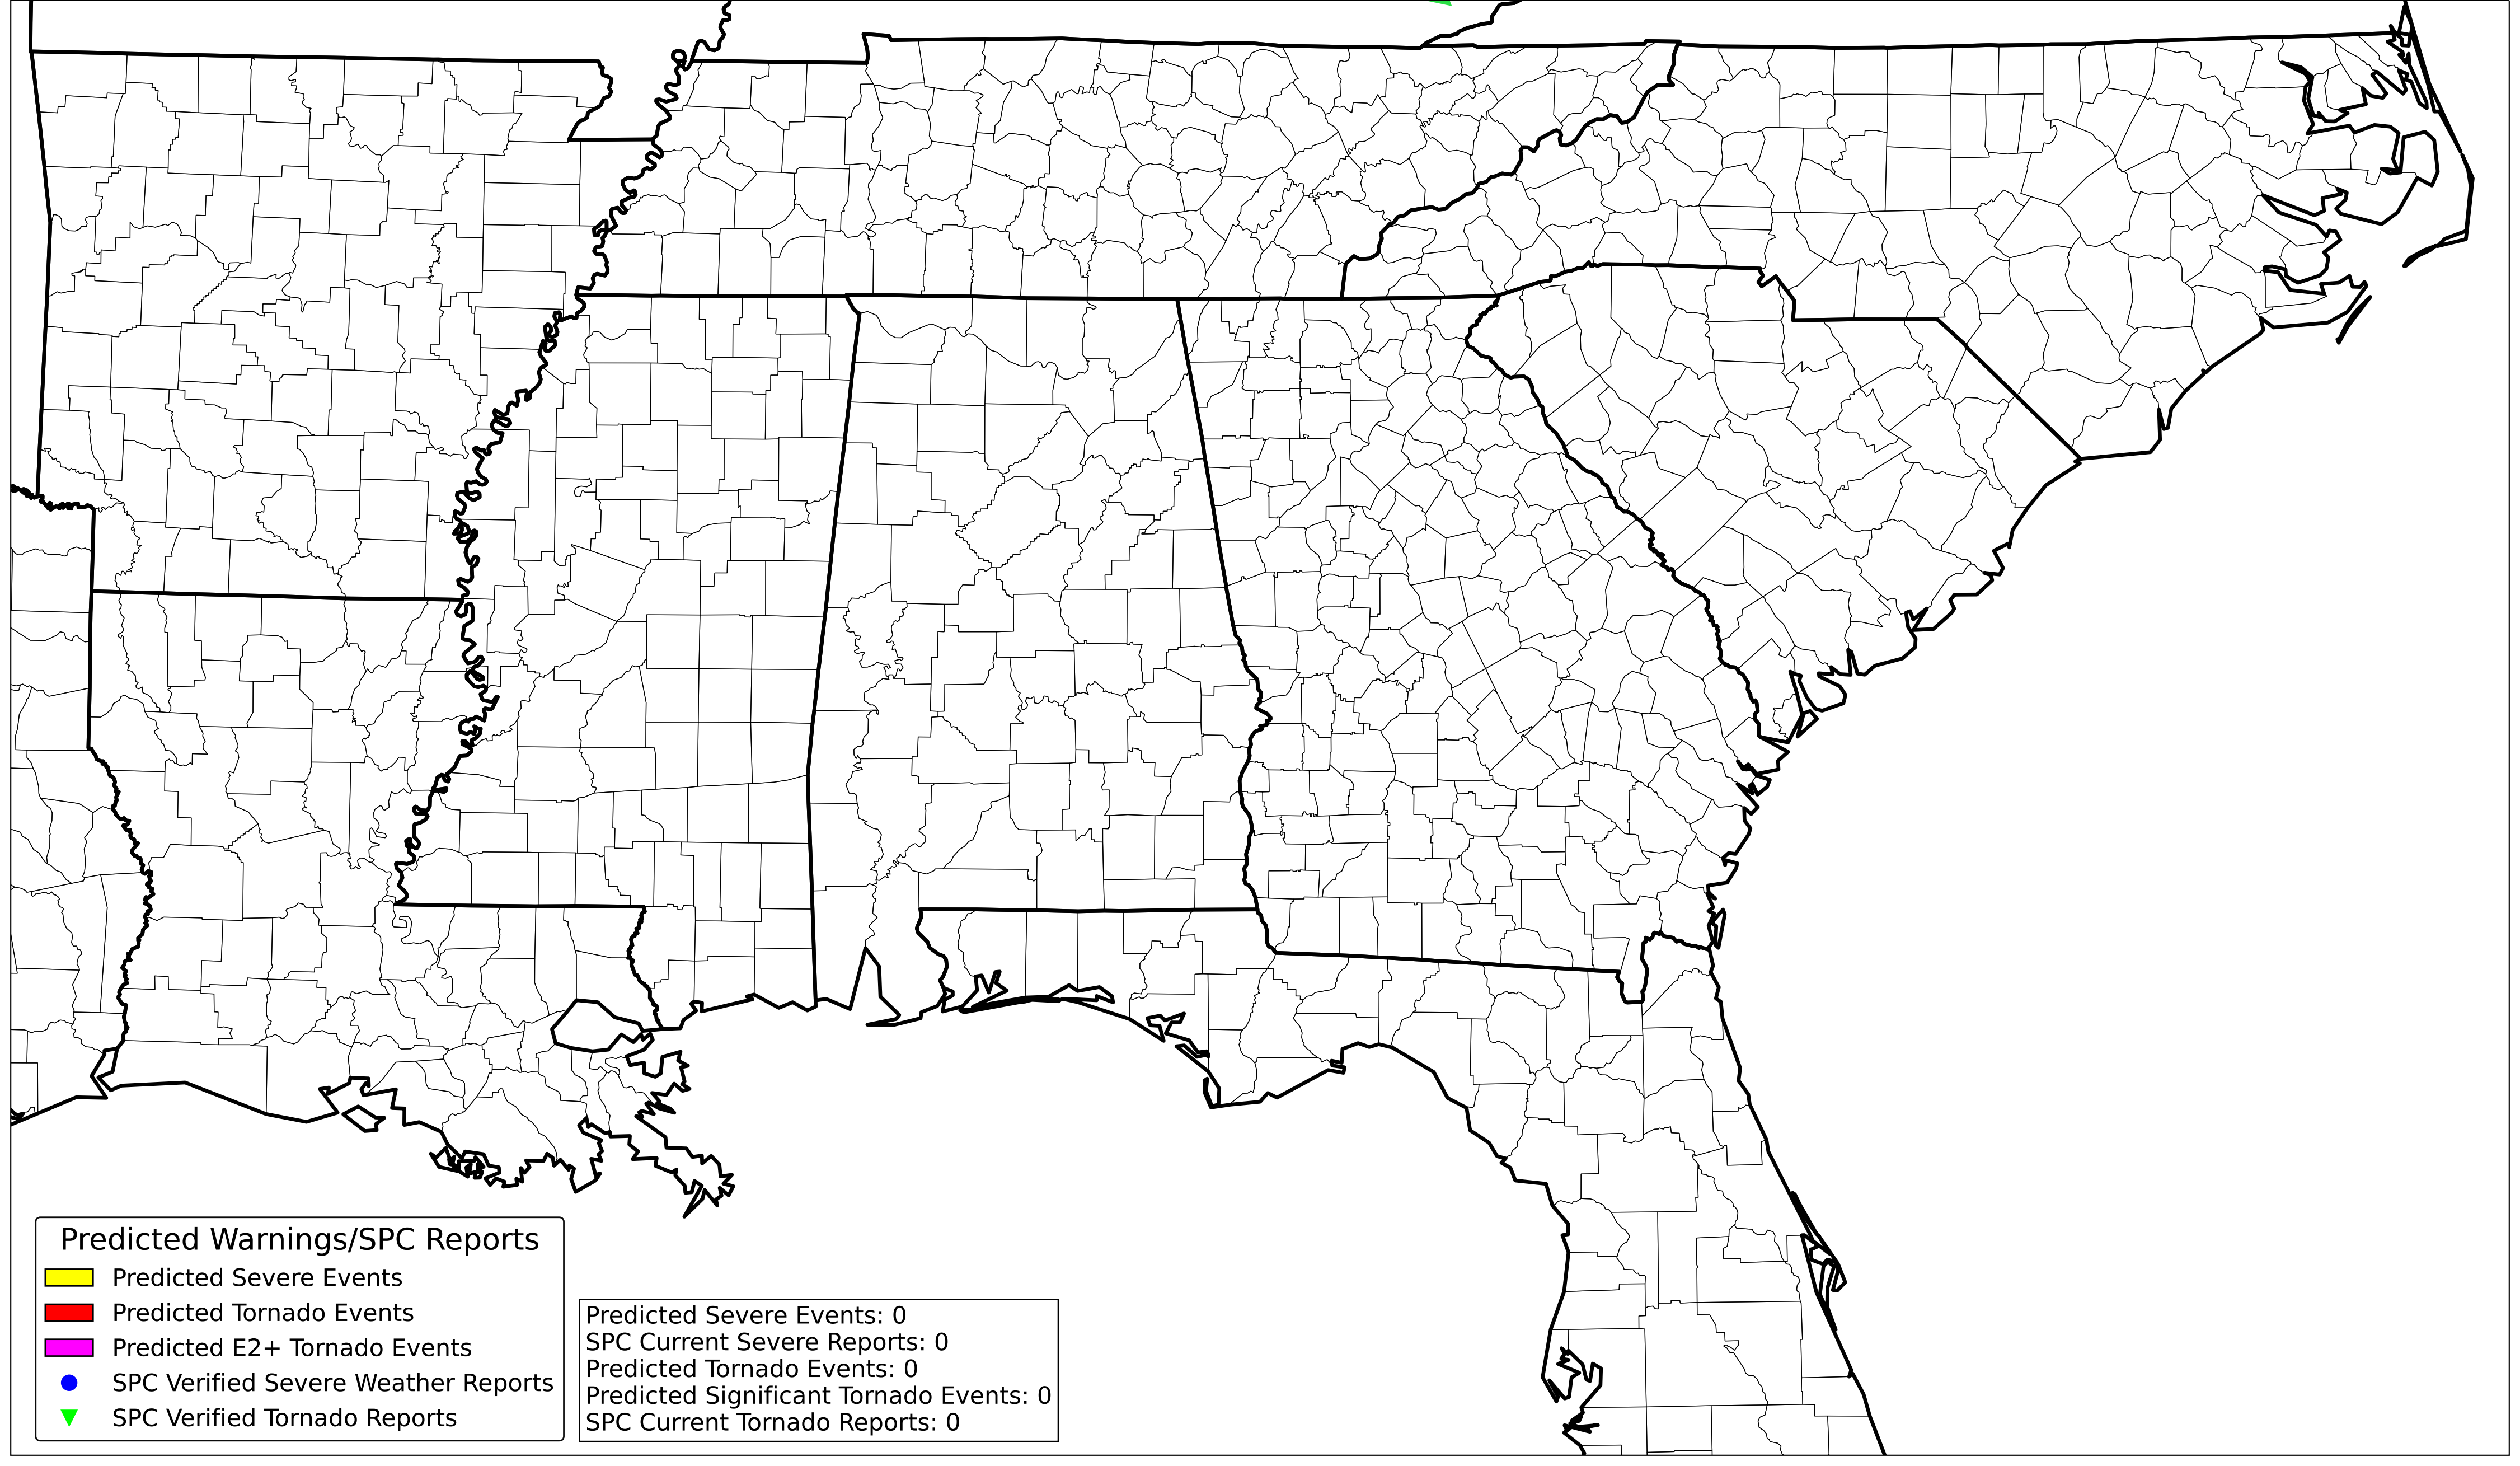 Predicted Warnings/SPC Reports
Predicted Severe Events
Predicted Tornado Events
Predicted E2+ Tornado Events
SPC Verified Severe Weather Reports
SPC Verified Tornado Reports
Predicted Severe Events: 0
SPC Current Severe Reports: 0
Predicted Tornado Events: 0
Predicted Significant Tornado Events: 0
SPC Current Tornado Reports: 0